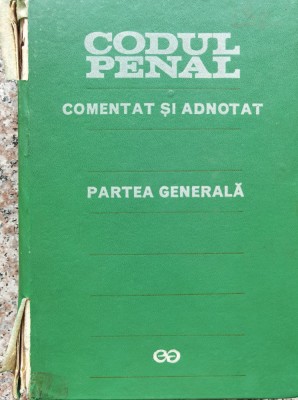 CODUL
PENAL
COMENTAT ȘI ADNOTAT
PARTEA GENERALĂ